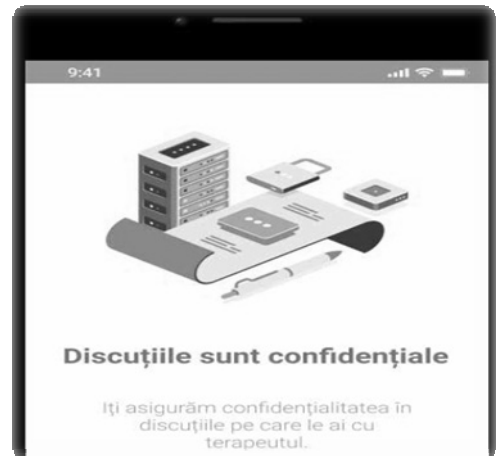 9:41
Discuțiile sunt confidențiale
Iți asigurăm confidențialitatea în
discuțiile pe care le ai cu
terapeutul.